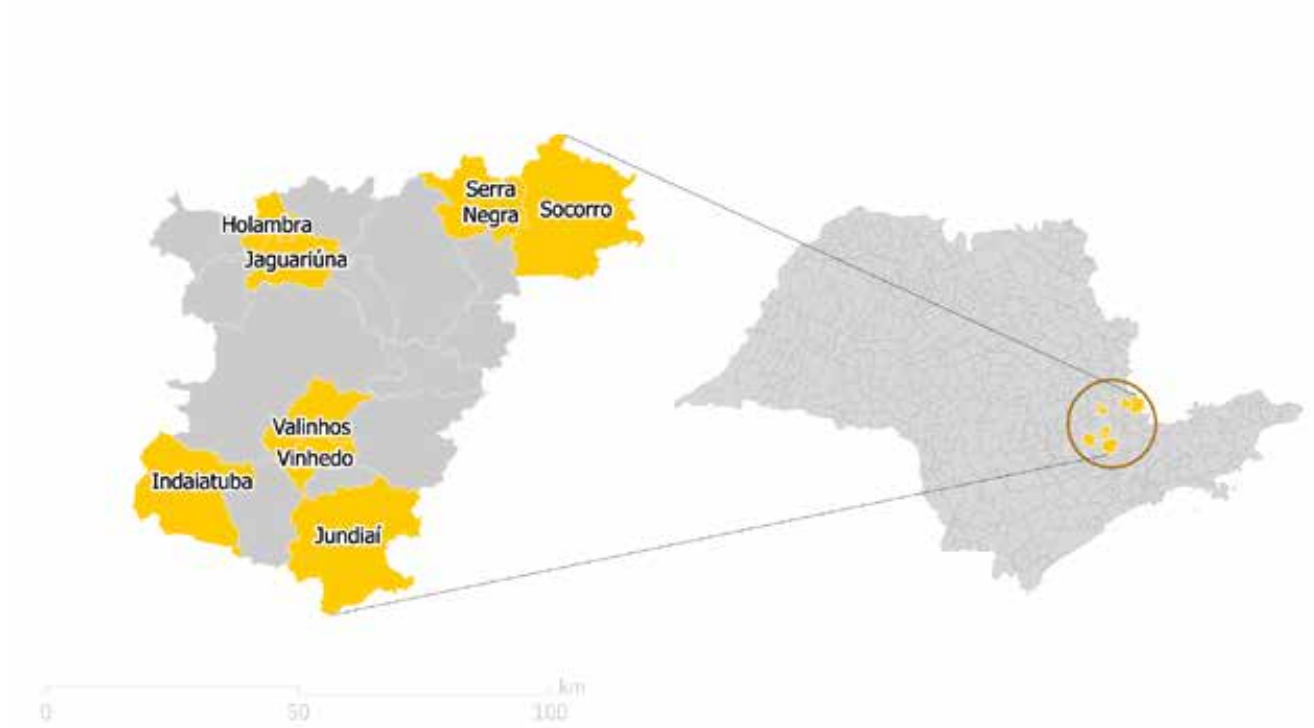 Serra
Negra
Socorro
Holambra
Jaguariúna
Valinhos
Vinhedo
Indaiatuba
Jundiaí
km
0
50
100